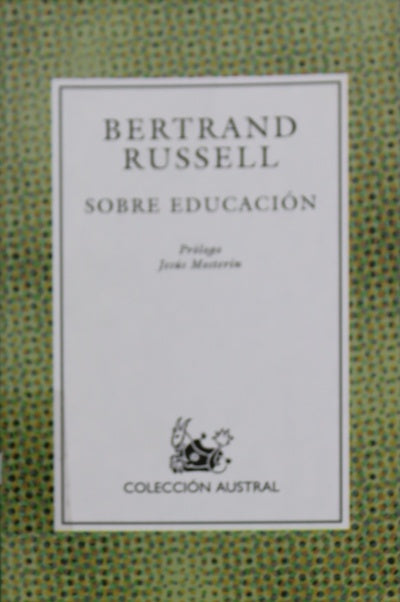 BERTRAND
RUSSELL
SOBRE EDUCACIÓN
Prólogo
Jesús Mosterín
COLECCIÓN AUSTRAL